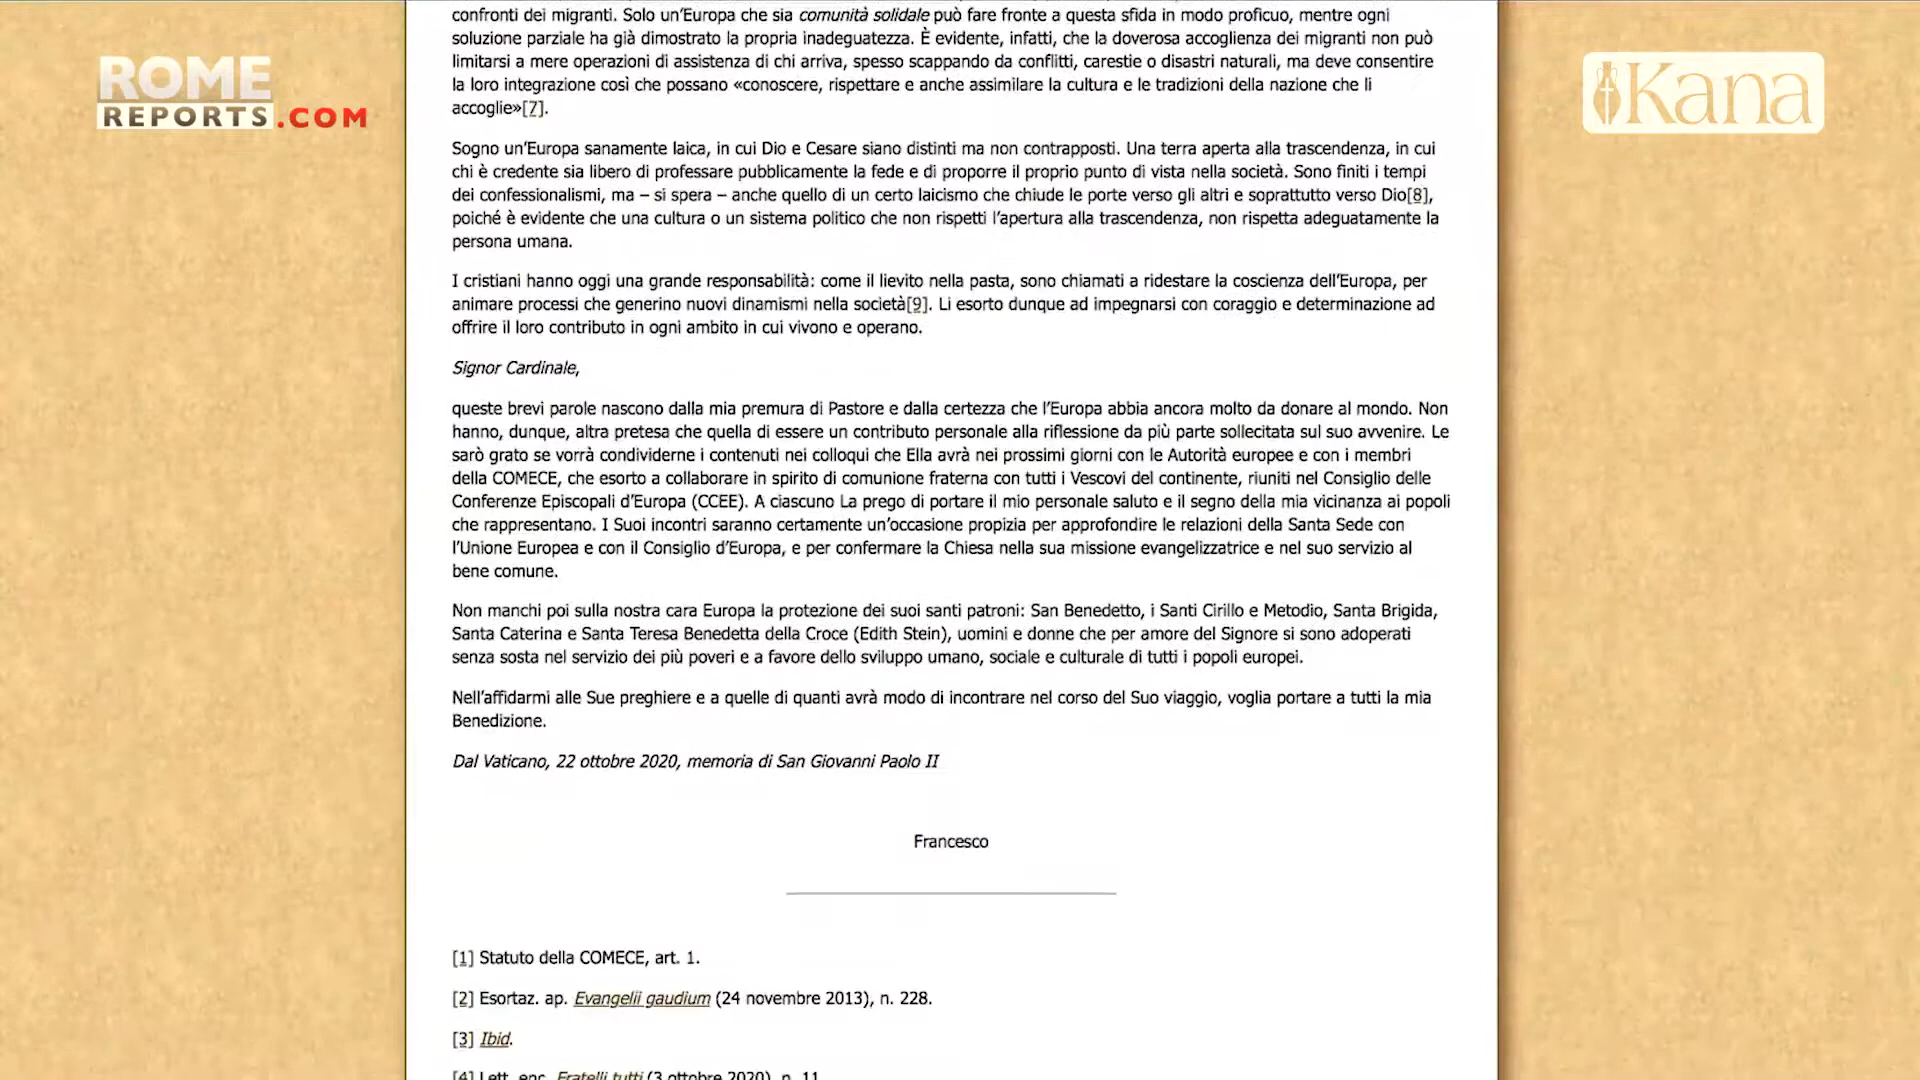 ROME
REPORTS.COM
Kana
confronti dei migranti. Solo un’Europa che sia comunità solidale può fare fronte a questa sfida in modo proficuo, mentre ogni
soluzione parziale ha già dimostrato la propria inadeguatezza. È evidente, infatti, che la doverosa accoglienza dei migranti non può
limitarsi a mere operazioni di assistenza di chi arriva, spesso scappando da conflitti, carestie o disastri naturali, ma deve consentire
la loro integrazione così che possano «conoscere, rispettare e anche assimilare la cultura e le tradizioni della nazione che li
accoglie»[7].
Sogno un’Europa sanamente laica, in cui Dio e Cesare siano distinti ma non contrapposti. Una terra aperta alla trascendenza, in cui
chi è credente sia libero di professare pubblicamente la fede e di proporre il proprio punto di vista nella società. Sono finiti i tempi
dei confessionalismi, ma – si spera – anche quello di un certo laicismo che chiude le porte verso gli altri e soprattutto verso Dio[8],
poiché è evidente che una cultura o un sistema politico che non rispetti l’apertura alla trascendenza, non rispetta adeguatamente la
persona umana.
I cristiani hanno oggi una grande responsabilità: come il lievito nella pasta, sono chiamati a ridestare la coscienza dell’Europa, per
animare processi che generino nuovi dinamismi nella società[9]. Li esorto dunque ad impegnarsi con coraggio e determinazione ad
offrire il loro contributo in ogni ambito in cui vivono e operano.
Signor Cardinale,
queste brevi parole nascono dalla mia premura di Pastore e dalla certezza che l’Europa abbia ancora molto da donare al mondo. Non
hanno, dunque, altra pretesa che quella di essere un contributo personale alla riflessione da più parte sollecitata sul suo avvenire. Le
sarò grato se vorrà condividerne i contenuti nei colloqui che Ella avrà nei prossimi giorni con le Autorità europee e con i membri
della COMECE, che esorto a collaborare in spirito di comunione fraterna con tutti i Vescovi del continente, riuniti nel Consiglio delle
Conferenze Episcopali d’Europa (CCEE). A ciascuno La prego di portare il mio personale saluto e il segno della mia vicinanza ai popoli
che rappresentano. I Suoi incontri saranno certamente un’occasione propizia per approfondire le relazioni della Santa Sede con
l’Unione Europea e con il Consiglio d’Europa, e per confermare la Chiesa nella sua missione evangelizzatrice e nel suo servizio al
bene comune.
Non manchi poi sulla nostra cara Europa la protezione dei suoi santi patroni: San Benedetto, i Santi Cirillo e Metodio, Santa Brigida,
Santa Caterina e Santa Teresa Benedetta della Croce (Edith Stein), uomini e donne che per amore del Signore si sono adoperati
senza sosta nel servizio dei più poveri e a favore dello sviluppo umano, sociale e culturale di tutti i popoli europei.
Nell’affidarmi alle Sue preghiere e a quelle di quanti avrà modo di incontrare nel corso del Suo viaggio, voglia portare a tutti la mia
Benedizione.
Dal Vaticano, 22 ottobre 2020, memoria di San Giovanni Paolo II
Francesco
[1] Statuto della COMECE, art. 1.
[2] Esortaz. ap. Evangelii gaudium (24 novembre 2013), n. 228.
[3] Ibid.
[4] Lett. enc. Fratelli tutti (3 ottobre 2020), n. 11.